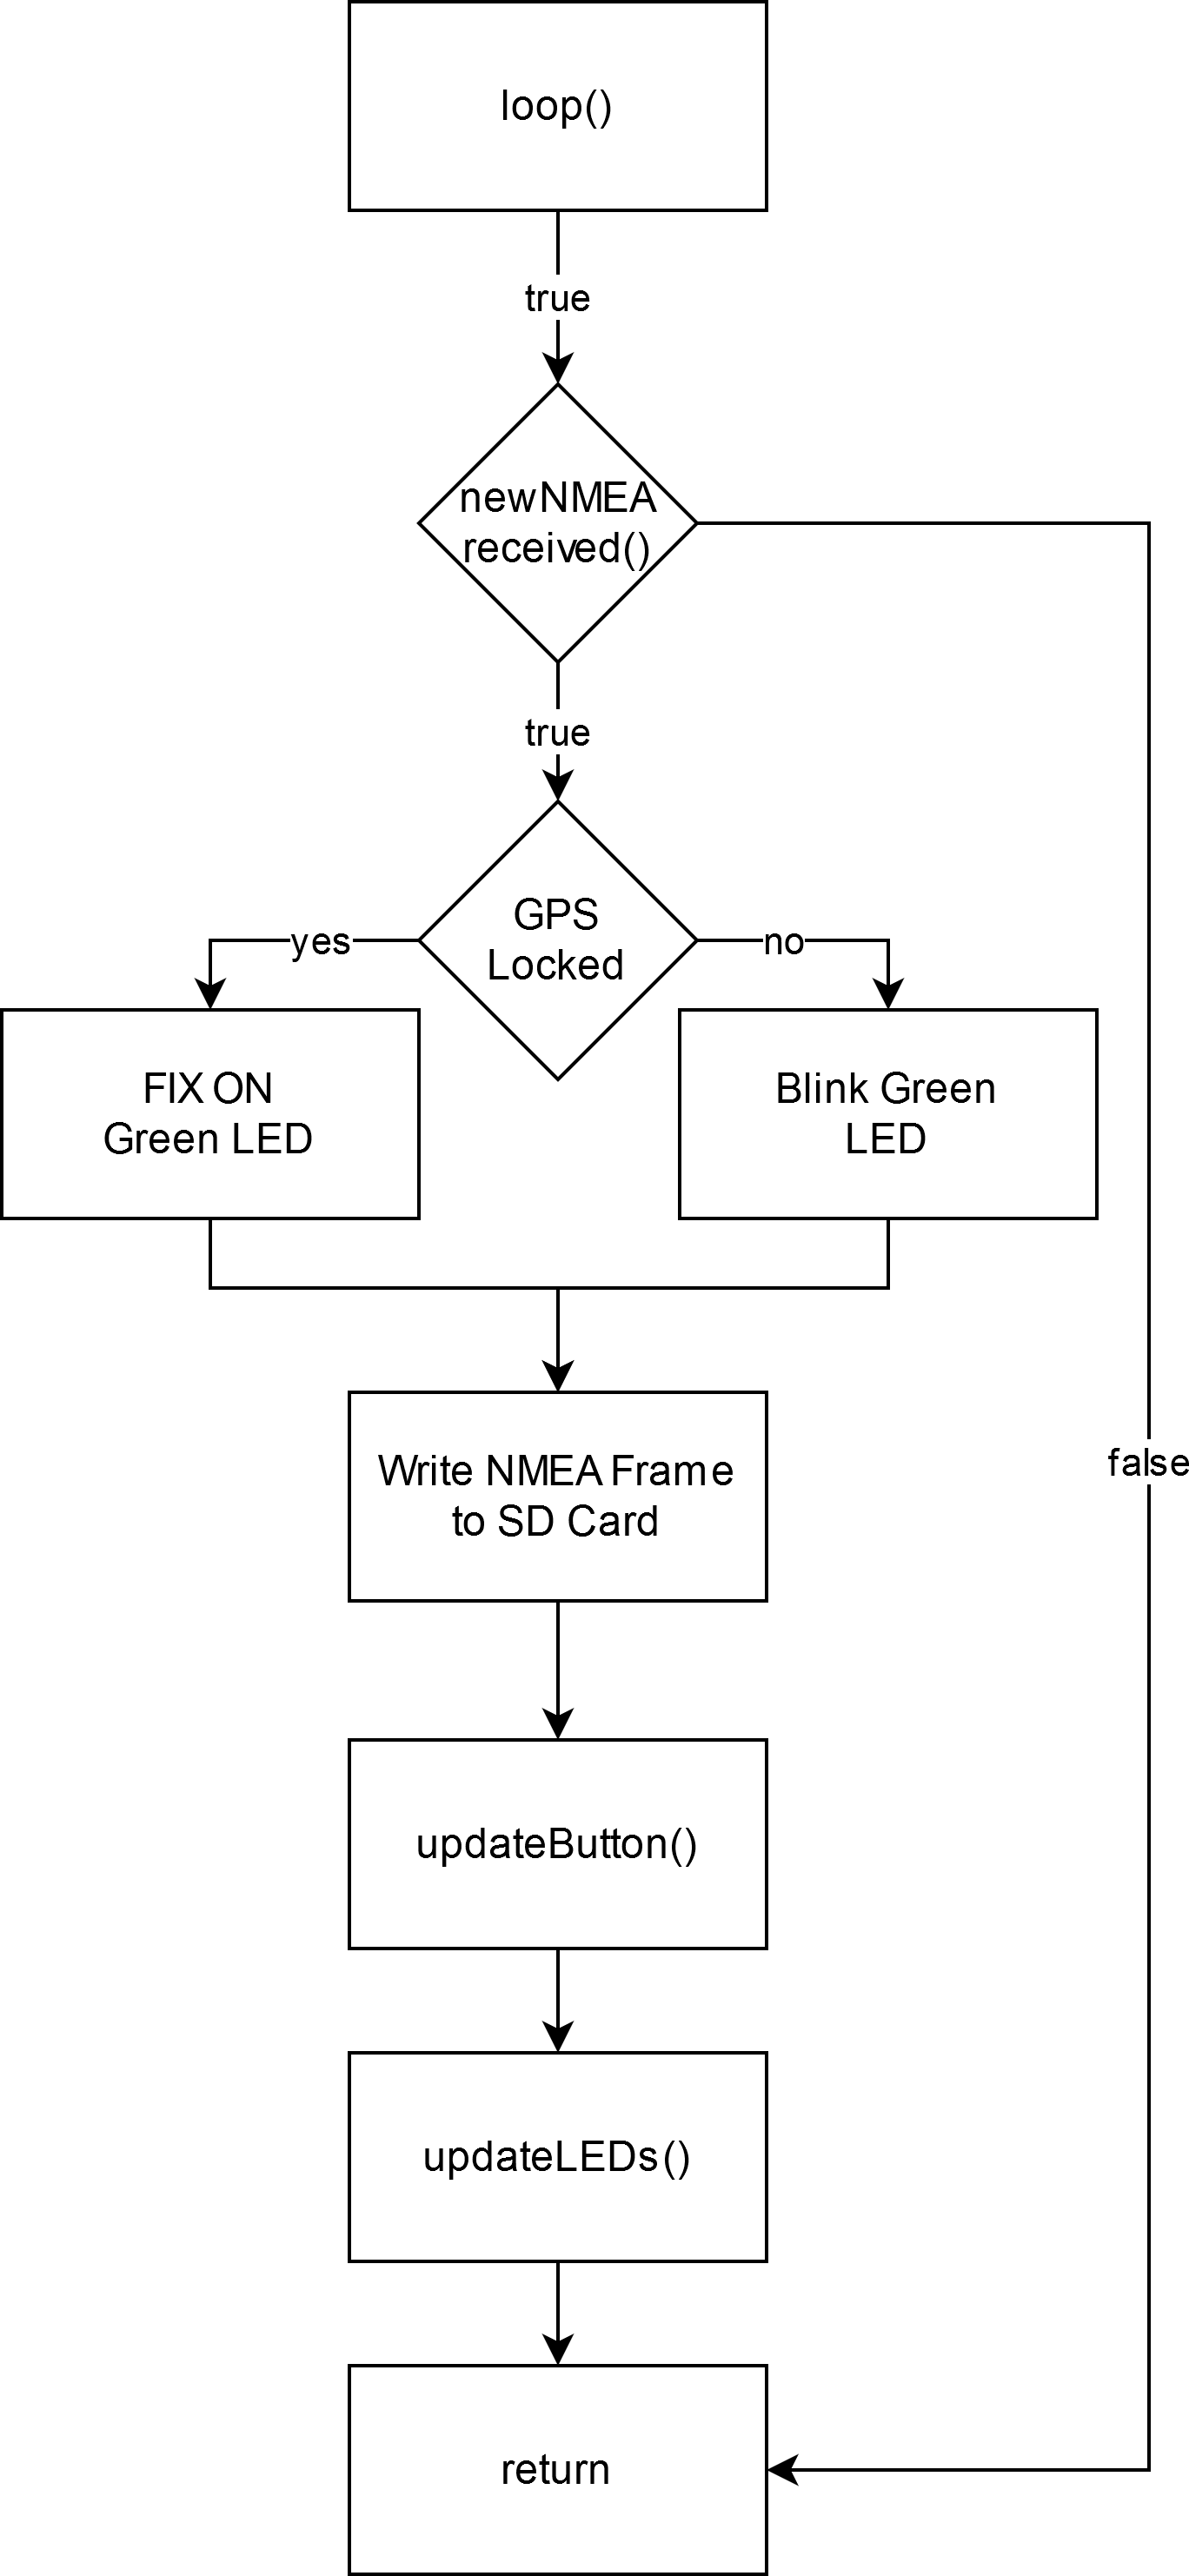 loop()
true
newNMEA
received()
true
GPS
Locked
yes
no
FIX ON
Green LED
Blink Green
LED
Write NMEA Frame
to SD Card
false
updateButton()
updateLEDs()
return